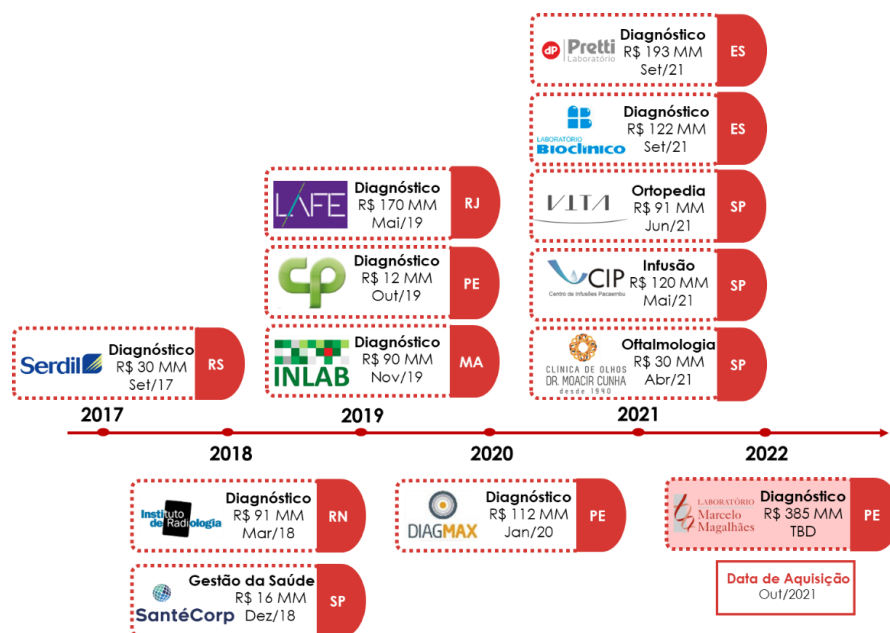 dP Pretti
Laboratório
Diagnóstico
R$ 193 MM
Set/21
ES
LABORATÓRIO
BIOCLÍNICO
Diagnóstico
R$ 122 MM
Set/21
ES
LAFE
Diagnóstico
R$ 170 MM
Mai/19
RJ
VITA
Ortopedia
R$ 91 MM
Jun/21
SP
cp
Diagnóstico
R$ 12 MM
Out/19
PE
CIP
Centro de Infusões Pacaembu
Infusão
R$ 120 MM
Mai/21
SP
Serdil
Diagnóstico
R$ 30 MM
Set/17
RS
INLAB
Diagnóstico
R$ 90 MM
Nov/19
MA
CLÍNICA DE OLHOS
DR. MOACIR CUNHA
desde 1940
Oftalmologia
R$ 30 MM
Abr/21
SP
2017
2019
2021
2018
2020
2022
Instituto
de Radiologia
Diagnóstico
R$ 91 MM
Mar/18
RN
DIAGMAX
Diagnóstico
R$ 112 MM
Jan/20
PE
LABORATÓRIO
Marcelo
Magalhães
Diagnóstico
R$ 385 MM
TBD
PE
SantéCorp
Gestão da Saúde
R$ 16 MM
Dez/18
SP
Data de Aquisição
Out/2021